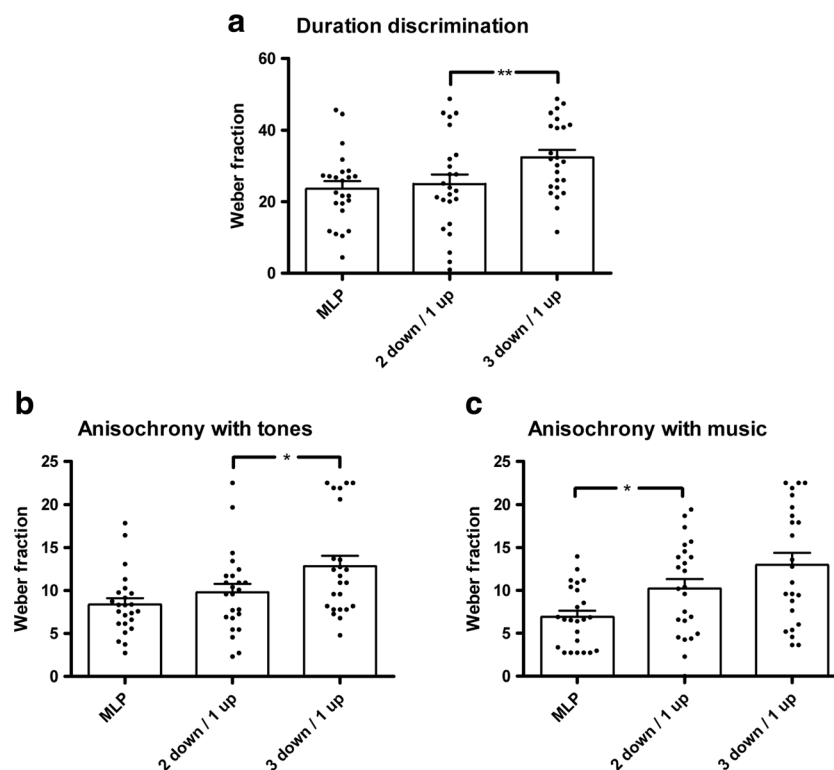 a Duration discrimination
Weber fraction
60
40
20
0
**
MLP
2 down / 1 up
3 down / 1 up
b Anisochrony with tones
Weber fraction
25
20
15
10
5
0
*
MLP
2 down / 1 up
3 down / 1 up
c Anisochrony with music
Weber fraction
25
20
15
10
5
0
*
MLP
2 down / 1 up
3 down / 1 up